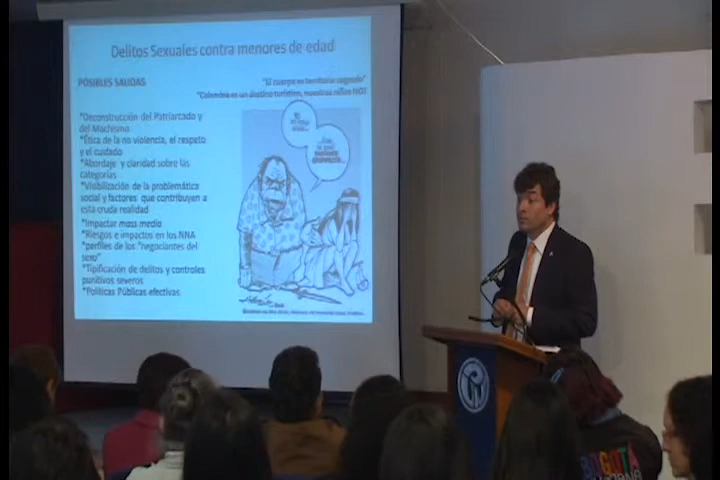 Delitos Sexuales contra menores de edad
POSIBLES SALIDAS
"El cuerpo es territorio sagrado"
"Colombia es un destino turístico, nuestros niños NO!
*Deconstrucción del Patriarcado y
del Machismo
*Ética de la no violencia, el respeto
y el cuidado
*Abordaje y claridad sobre las
categorías
*Visibilización de la problemática
social y factores que contribuyen a
esta cruda realidad
*Impactar mass media
*Riesgos e impactos en los NNA
*perfiles de los "negociantes del
sexo"
*Tipificación de delitos y controles
punitivos severos
*Políticas Públicas efectivas
BOGOTA